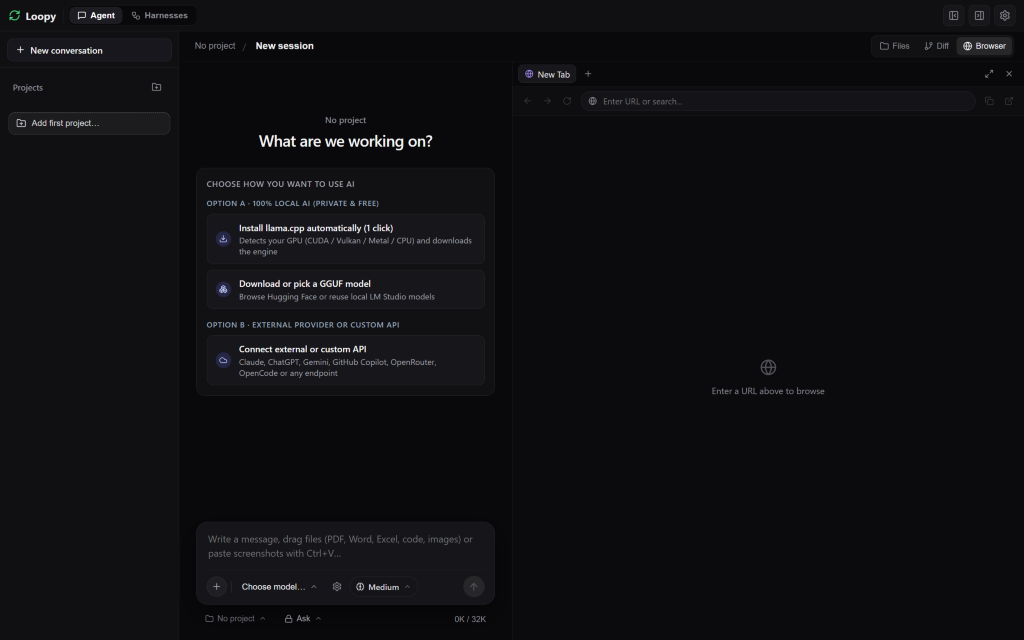 Loopy
Agent
Harnesses
New conversation
Projects
Add first project...
No project / New session
Files
Diff
Browser
No project
What are we working on?
CHOOSE HOW YOU WANT TO USE AI
OPTION A · 100% LOCAL AI (PRIVATE & FREE)
Install llama.cpp automatically (1 click)
Detects your GPU (CUDA / Vulkan / Metal / CPU) and downloads
the engine
Download or pick a GGUF model
Browse Hugging Face or reuse local LM Studio models
OPTION B · EXTERNAL PROVIDER OR CUSTOM API
Connect external or custom API
Claude, ChatGPT, Gemini, GitHub Copilot, OpenRouter,
OpenCode or any endpoint
Write a message, drag files (PDF, Word, Excel, code, images) or
paste screenshots with Ctrl+V...
Choose model...
Medium
No project
Ask
0K / 32K
New Tab
Enter URL or search...
Enter a URL above to browse